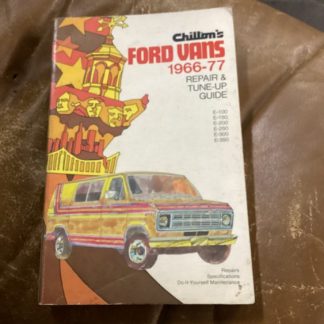 Chilton's
FORD VANS
1966-77
REPAIR &
TUNE-UP
GUIDE
E-100
E-150
E-200
E-250
E-300
E-350
Repairs
Specifications
Do-It-Yourself Maintenance